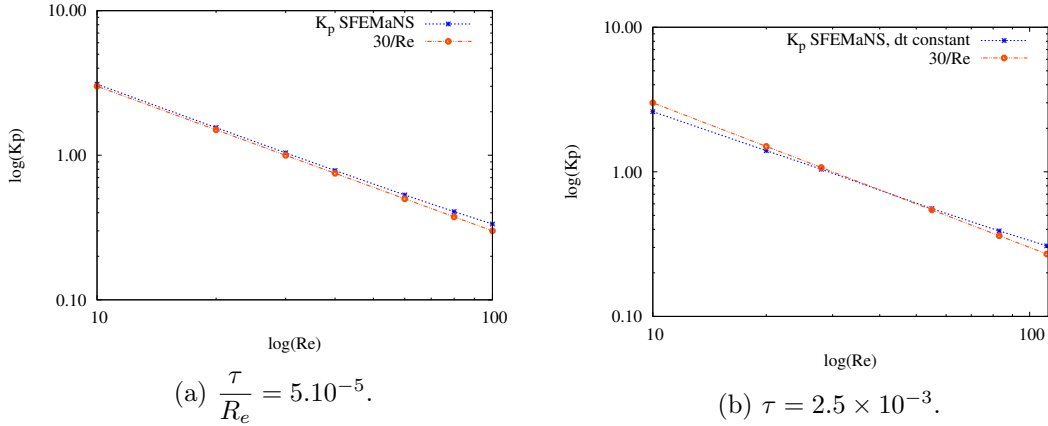 10.00
1.00
0.10
log(Kp)
10
100
log(Re)
K_p SFEMaNS
30/Re
(a) τ/R_e = 5.10^{-5}.
10.00
1.00
0.10
log(Kp)
10
100
log(Re)
K_p SFEMaNS, dt constant
30/Re
(b) τ = 2.5 × 10^{-3}.